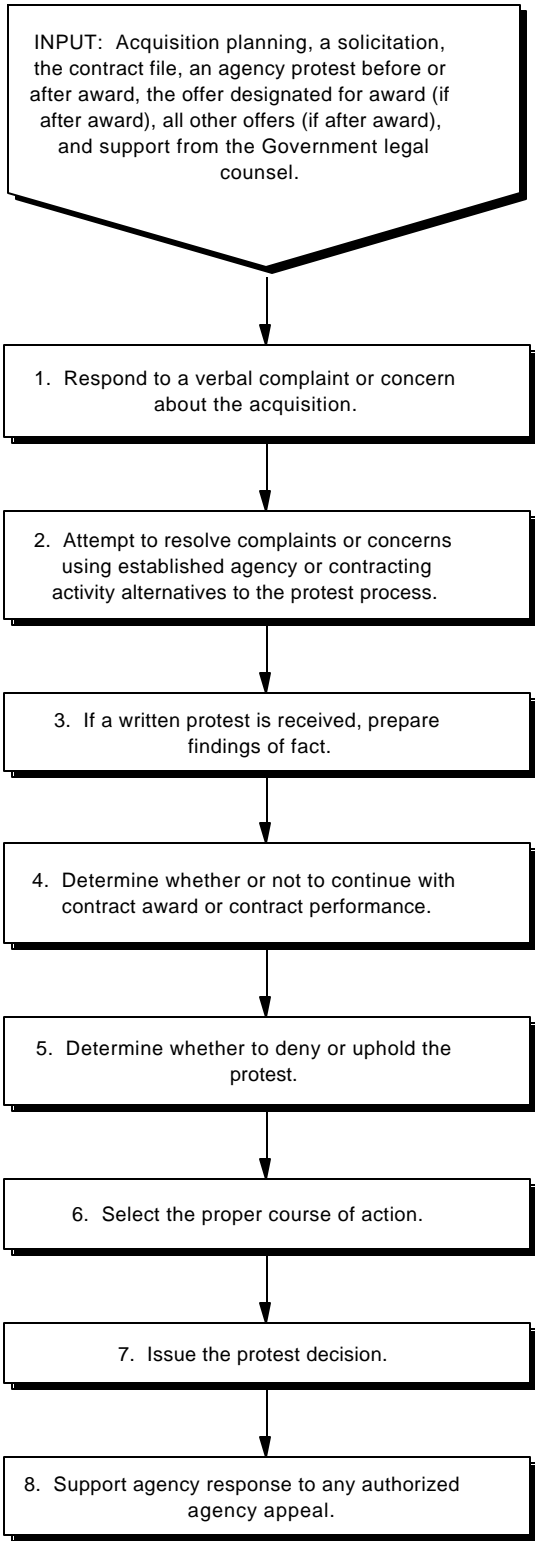 INPUT: Acquisition planning, a solicitation,
the contract file, an agency protest before or
after award, the offer designated for award (if
after award), all other offers (if after award),
and support from the Government legal
counsel.
1. Respond to a verbal complaint or concern
about the acquisition.
2. Attempt to resolve complaints or concerns
using established agency or contracting
activity alternatives to the protest process.
3. If a written protest is received, prepare
findings of fact.
4. Determine whether or not to continue with
contract award or contract performance.
5. Determine whether to deny or uphold the
protest.
6. Select the proper course of action.
7. Issue the protest decision.
8. Support agency response to any authorized
agency appeal.